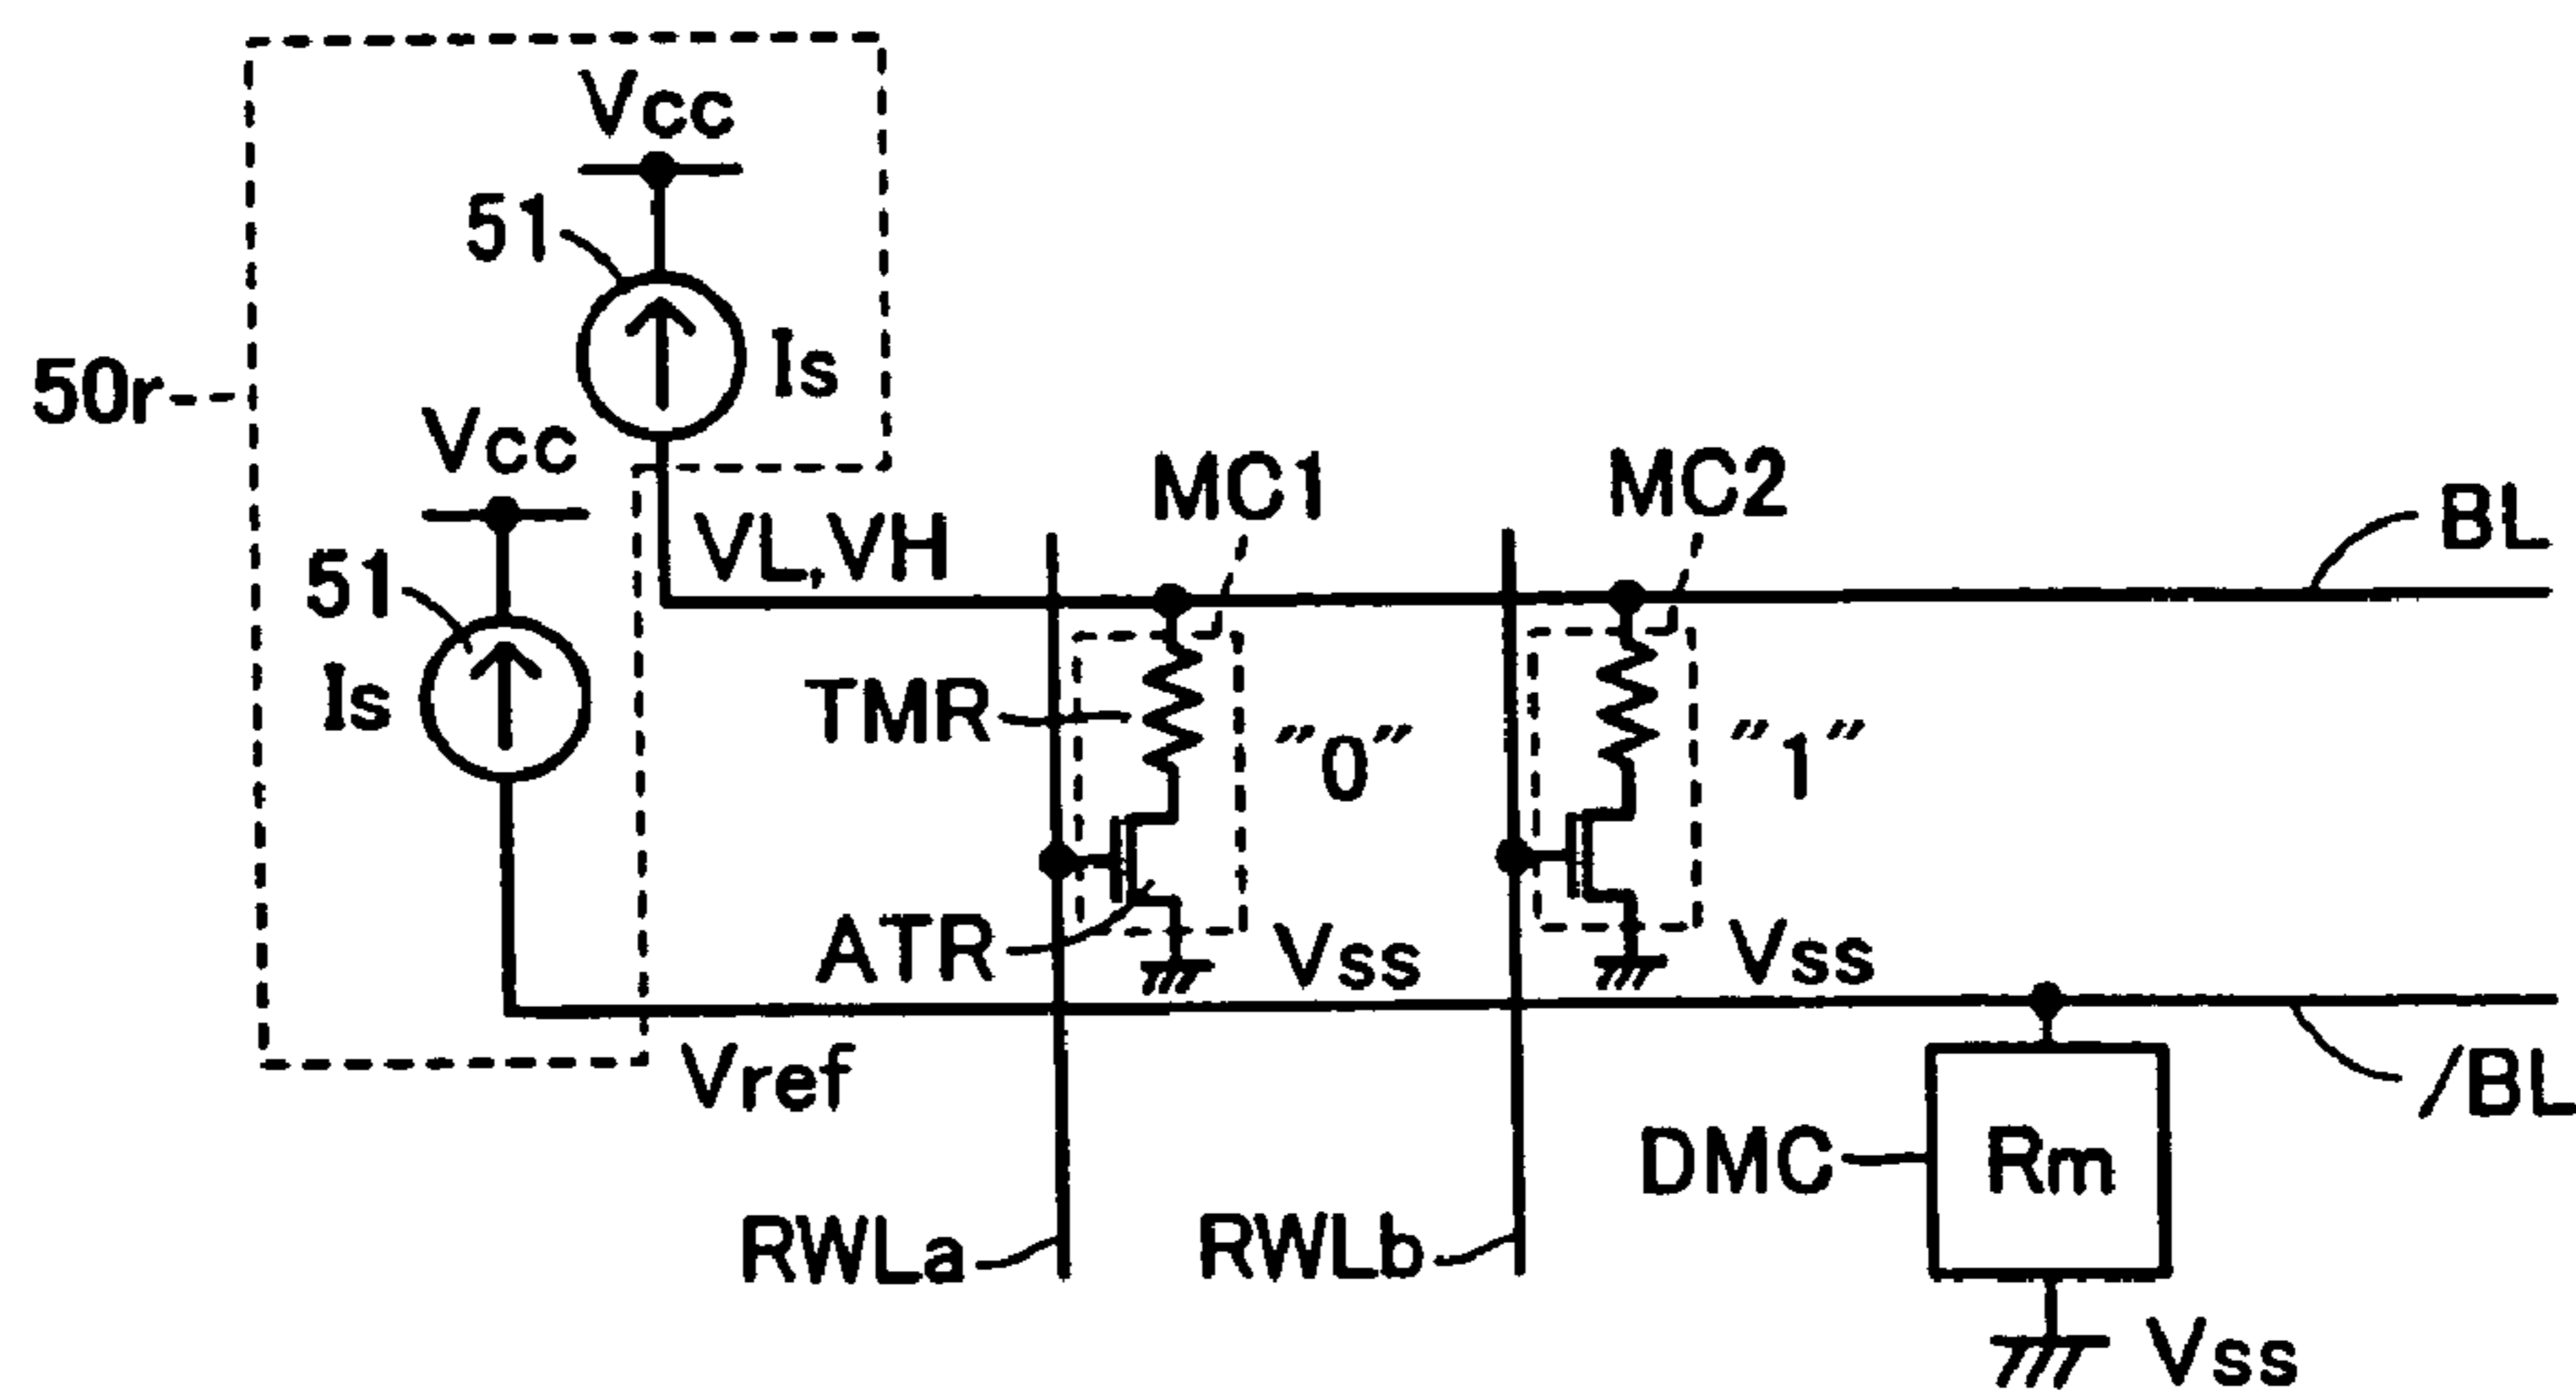 Vcc
51
Is
50r
Vcc
51
Is
VL,VH
MC1
MC2
BL
TMR
"0"
"1"
ATR
Vss
Vss
Vref
/BL
DMC
Rm
RWLa
RWLb
Vss